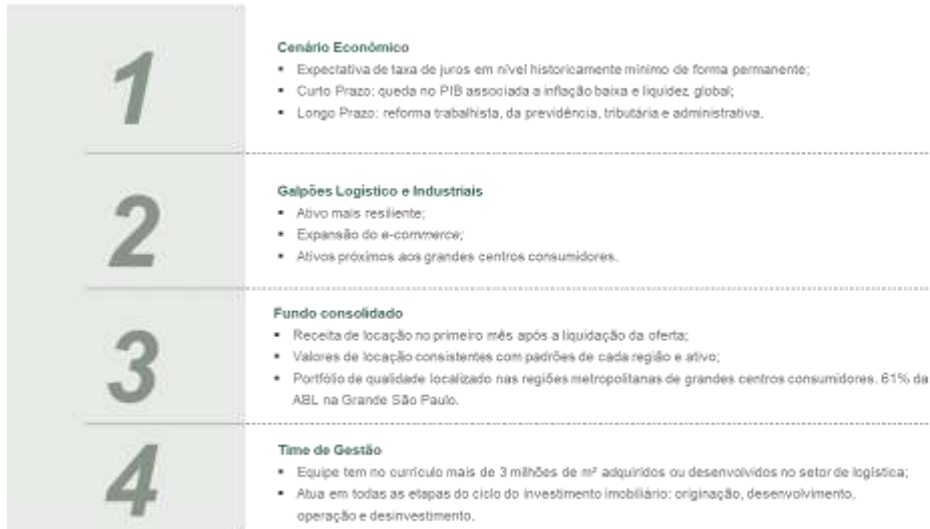 1
Cenário Econômico
▪ Expectativa de taxa de juros em nível historicamente mínimo de forma permanente;
▪ Curto Prazo: queda no PIB associada a inflação baixa e liquidez global;
▪ Longo Prazo: reforma trabalhista, da previdência, tributária e administrativa.
2
Galpões Logístico e Industriais
▪ Ativo mais resiliente;
▪ Expansão do e-commerce;
▪ Ativos próximos aos grandes centros consumidores.
3
Fundo consolidado
▪ Receita de locação no primeiro mês após a liquidação da oferta;
▪ Valores de locação consistentes com padrões de cada região e ativo;
▪ Portfólio de qualidade localizado nas regiões metropolitanas de grandes centros consumidores. 61% da
ABL na Grande São Paulo.
4
Time de Gestão
▪ Equipe tem no currículo mais de 3 milhões de m² adquiridos ou desenvolvidos no setor de logística;
▪ Atua em todas as etapas do ciclo do investimento imobiliário: originação, desenvolvimento,
operação e desinvestimento.